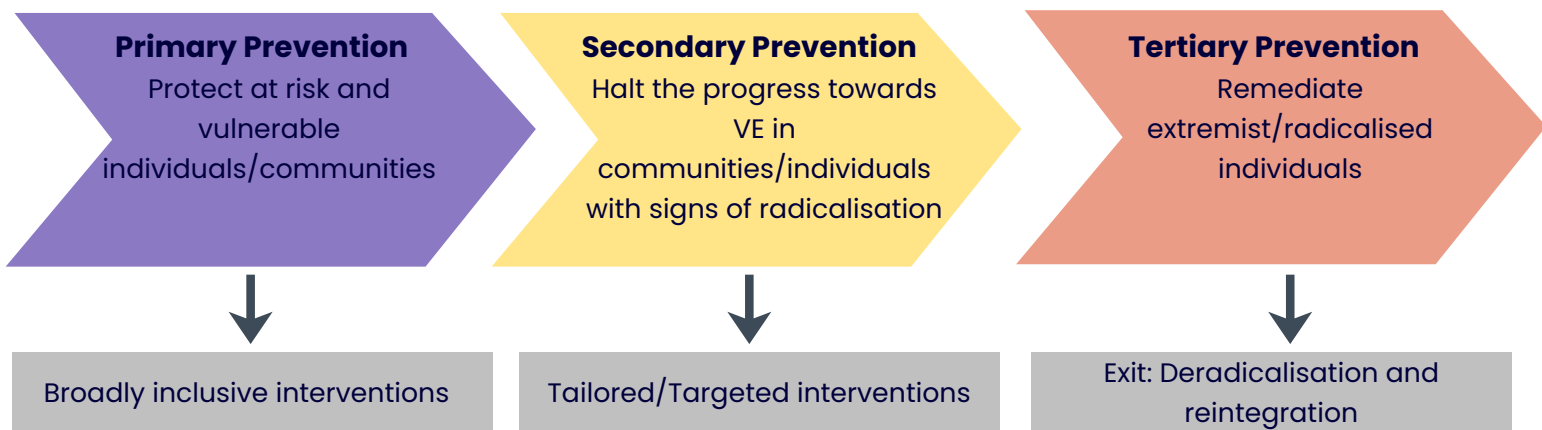 Primary Prevention
Protect at risk and
vulnerable
individuals/communities
Secondary Prevention
Halt the progress towards
VE in
communities/individuals
with signs of radicalisation
Tertiary Prevention
Remediate
extremist/radicalised
individuals
Broadly inclusive interventions
Tailored/Targeted interventions
Exit: Deradicalisation and
reintegration